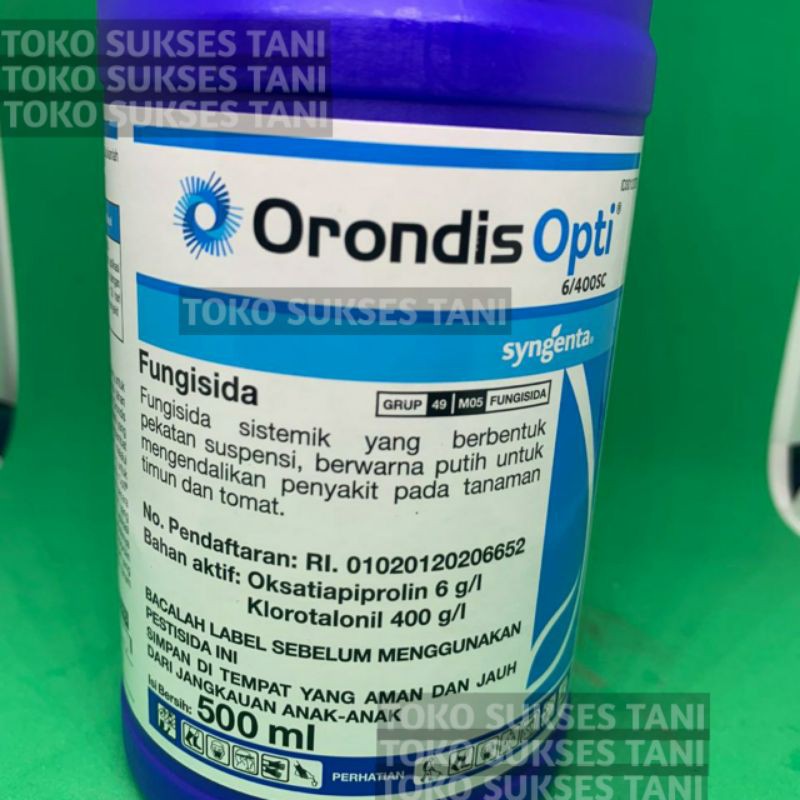 TOKO SUKSES TANI
TOKO SUKSES TANI
TOKO SUKSES TANI
Orondis Opti®
6/400SC
TOKO SUKSES TANI
syngenta®
Fungisida
GRUP 49 M05 FUNGISIDA
Fungisida sistemik yang berbentuk
pekatan suspensi, berwarna putih untuk
mengendalikan penyakit pada tanaman
timun dan tomat.
No. Pendaftaran: RI. 01020120206652
Bahan aktif: Oksatiapiprolin 6 g/l
Klorotalonil 400 g/l
BACALAH LABEL SEBELUM MENGGUNAKAN
PESTISIDA INI
SIMPAN DI TEMPAT YANG AMAN DAN JAUH
DARI JANGKAUAN ANAK-ANAK
Isi Bersih: 500 ml
PERHATIAN
TOKO SUKSES TANI
TOKO SUKSES TANI
TOKO SUKSES TANI